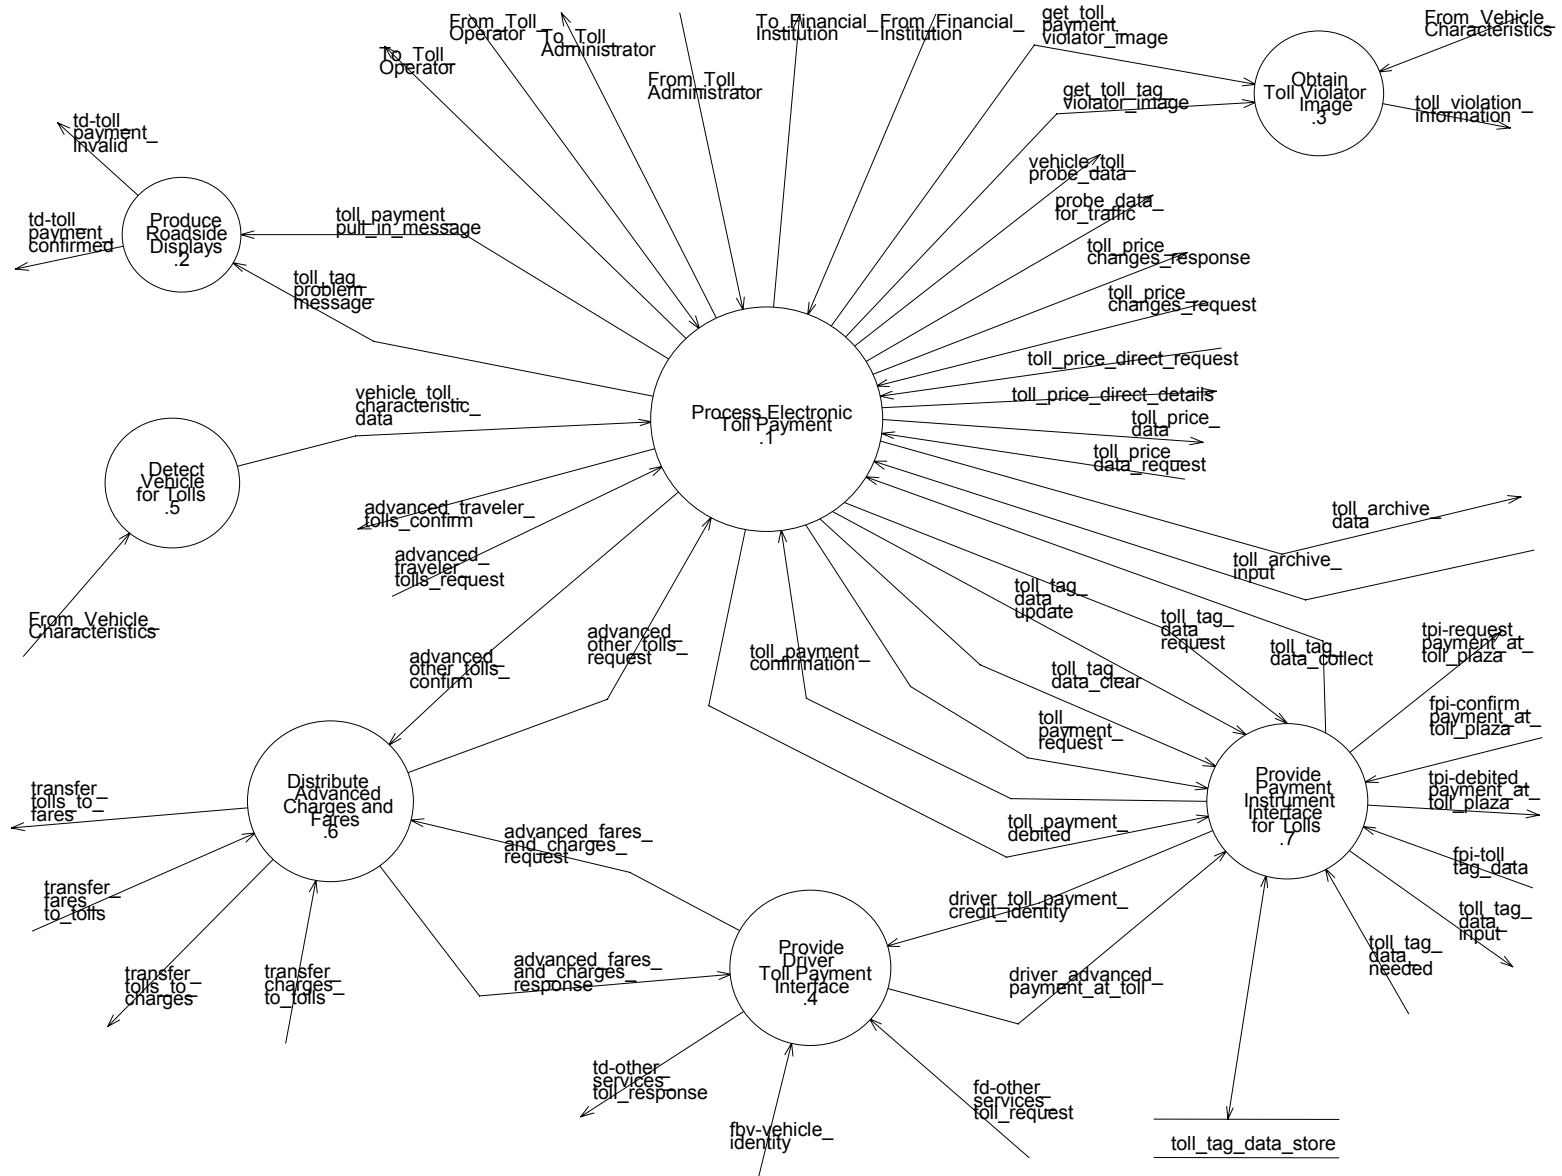 From_Toll_
Operator
To_Toll_
Administrator
To_Toll_
Operator
From_Toll_
Administrator
To_Financial_
Institution
From_Financial_
Institution
get_toll_
payment_
violator_image
From_Vehicle_
Characteristics
Obtain
Toll Violator
Image
.3
get_toll_tag_
violator_image
toll_violation_
information
td-toll_
payment_
invalid
vehicle_toll_
probe_data
probe_data_
for_traffic
td-toll_
payment_
confirmed
Produce
Roadside
Displays
.2
toll_payment_
pull_in_message
toll_tag_
problem_
message
toll_price_
changes_response
toll_price_
changes_request
toll_price_direct_request
toll_price_direct_details
toll_price_
data
toll_price_
data_request
vehicle_toll_
characteristic_
data
Process Electronic
Toll Payment
.1
Detect
Vehicle
for Tolls
.5
advanced_traveler_
tolls_confirm
advanced_
traveler_
tolls_request
toll_archive_
data
toll_archive_
input
From_Vehicle_
Characteristics
advanced_
other_tolls_
confirm
advanced_
other_tolls_
request
toll_payment_
confirmation
toll_tag_
data_
update
toll_tag_
data_
request
toll_tag_
data_collect
toll_tag_
data_clear
toll_
payment_
request
tpi-request_
payment_at_
toll_plaza
fpi-confirm_
payment_at_
toll_plaza
tpi-debited_
payment_at_
toll_plaza
transfer_
tolls_to_
fares
Distribute
Advanced
Charges and
Fares
.6
advanced_fares_
and_charges_
request
toll_payment_
debited
Provide
Payment
Instrument
Interface
for Tolls
.7
fpi-toll_
tag_data
transfer_
fares_
to_tolls
driver_toll_payment_
credit_identity
toll_tag_
data_
input
toll_tag_
data_
needed
transfer_
tolls_to_
charges
transfer_
charges_
to_tolls
advanced_fares_
and_charges_
response
Provide
Driver
Toll Payment
Interface
.4
driver_advanced_
payment_at_toll
td-other_
services_
toll_response
fbv-vehicle_
identity
fd-other_
services_
toll_request
toll_tag_data_store